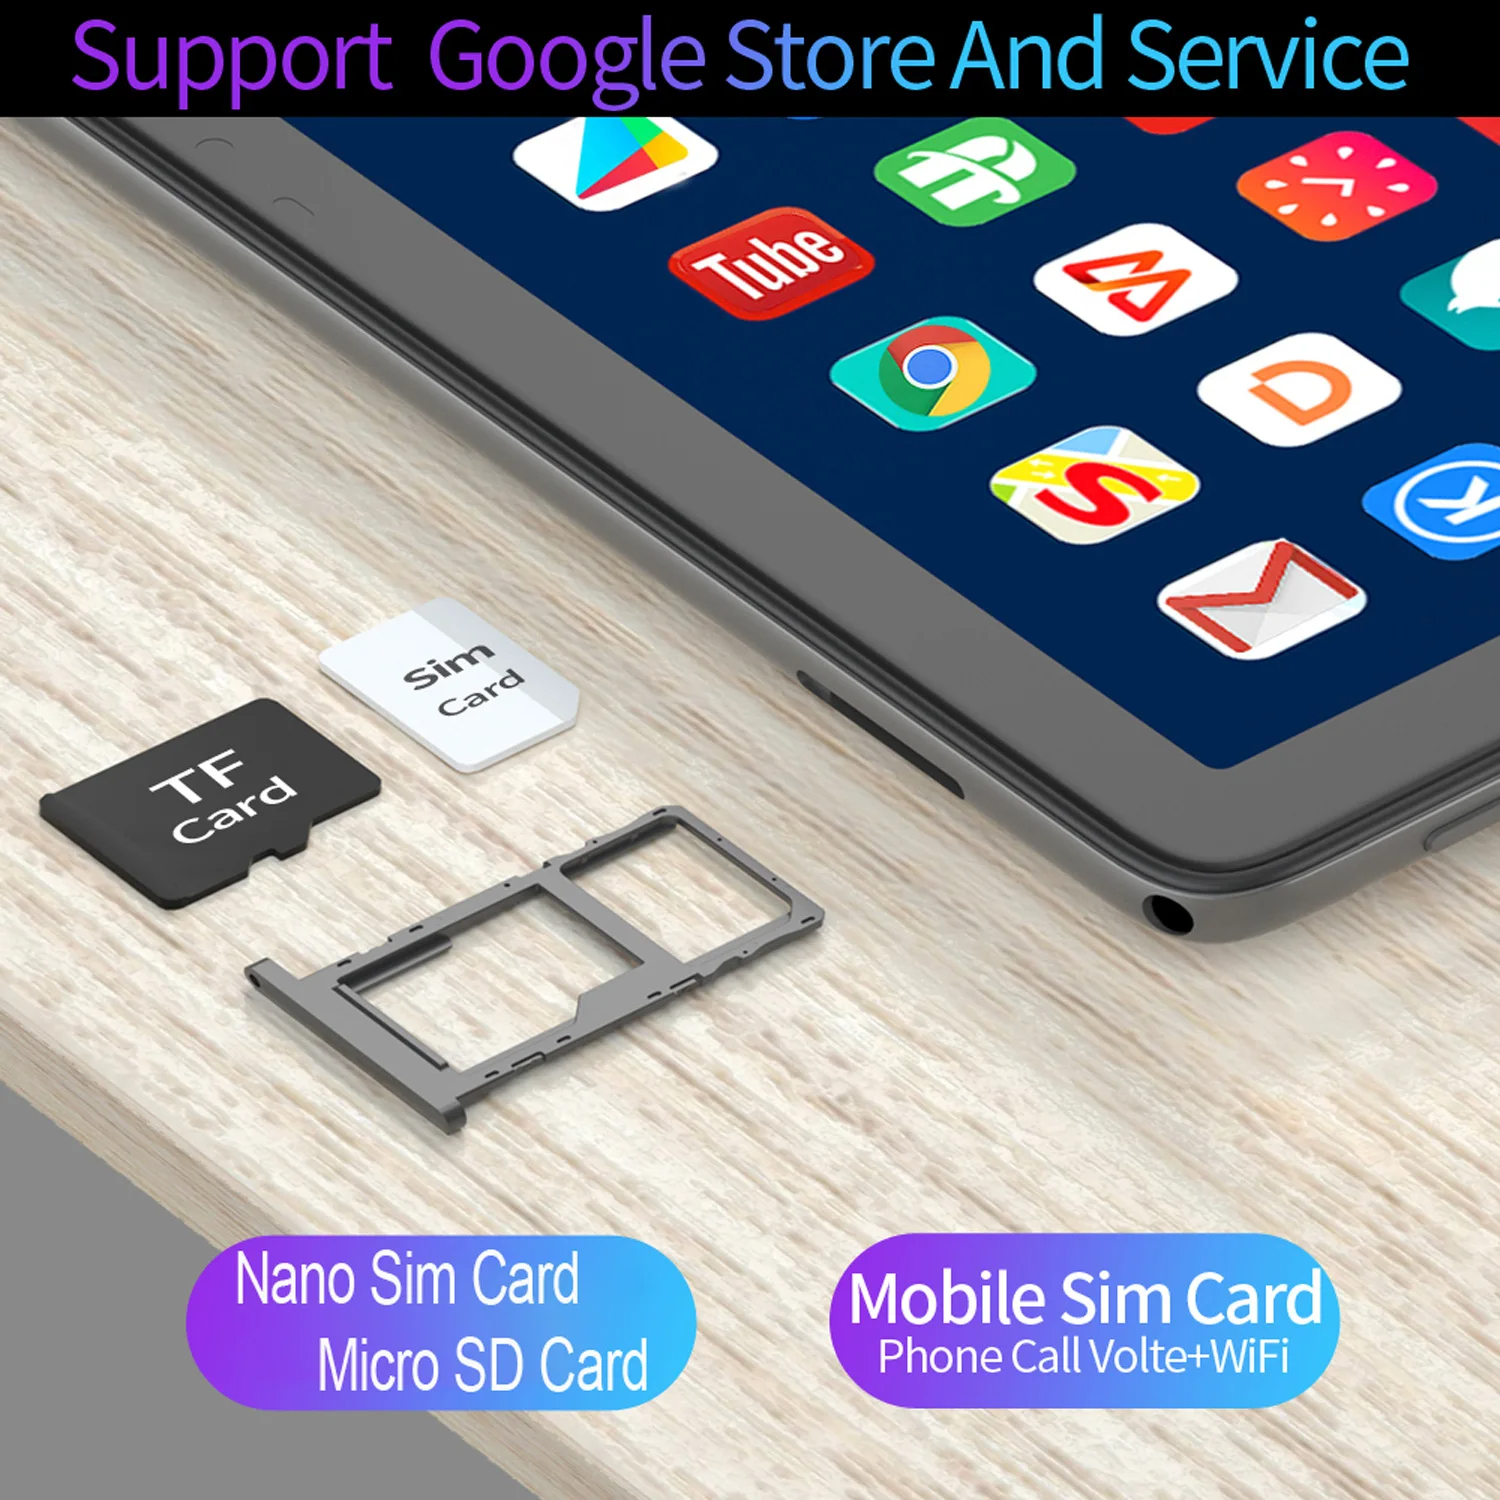 Support Google Store And Service
Tube
S
Sim
Card
TF
Card
Nano Sim Card
Micro SD Card
Mobile Sim Card
Phone Call Volte+WiFi